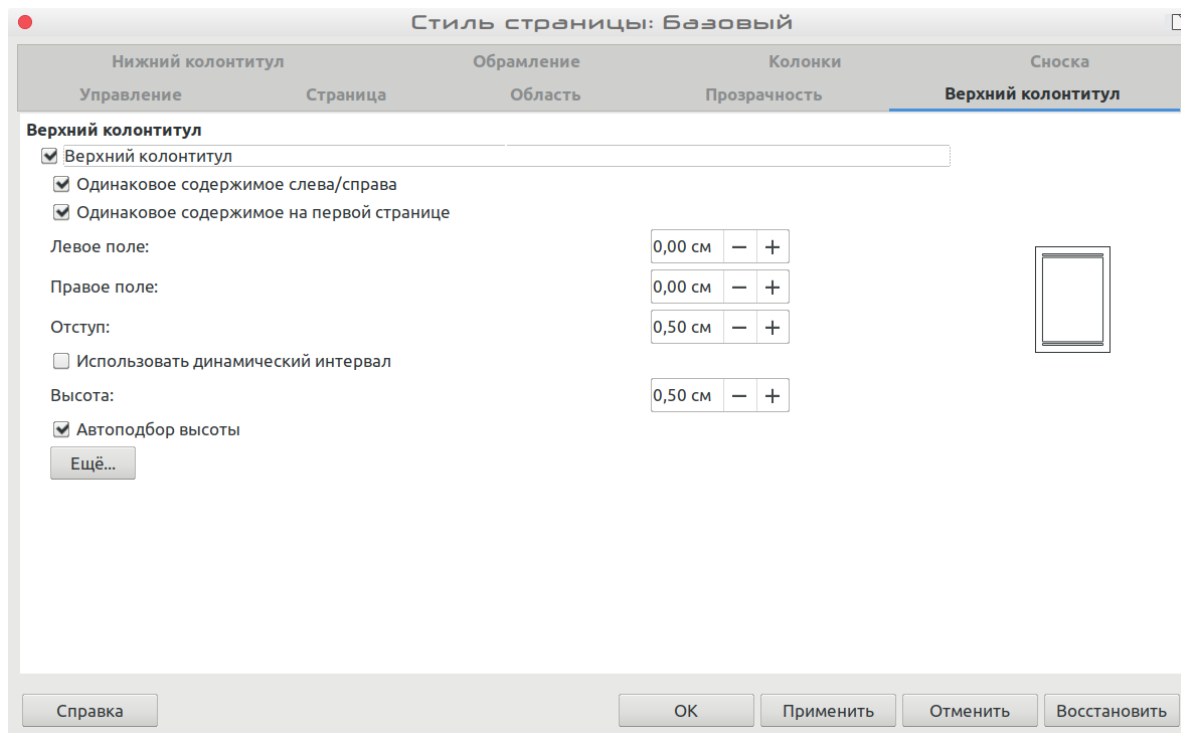 Стиль страницы: Базовый
Нижний колонтитул Обрамление Колонки Сноска
Управление Страница Область Прозрачность Верхний колонтитул
Верхний колонтитул
Верхний колонтитул
Одинаковое содержимое слева/справа
Одинаковое содержимое на первой странице
Левое поле: 0,00 см − +
Правое поле: 0,00 см − +
Отступ: 0,50 см − +
Использовать динамический интервал
Высота: 0,50 см − +
Автоподбор высоты
Ещё...
Справка ОК Применить Отменить Восстановить